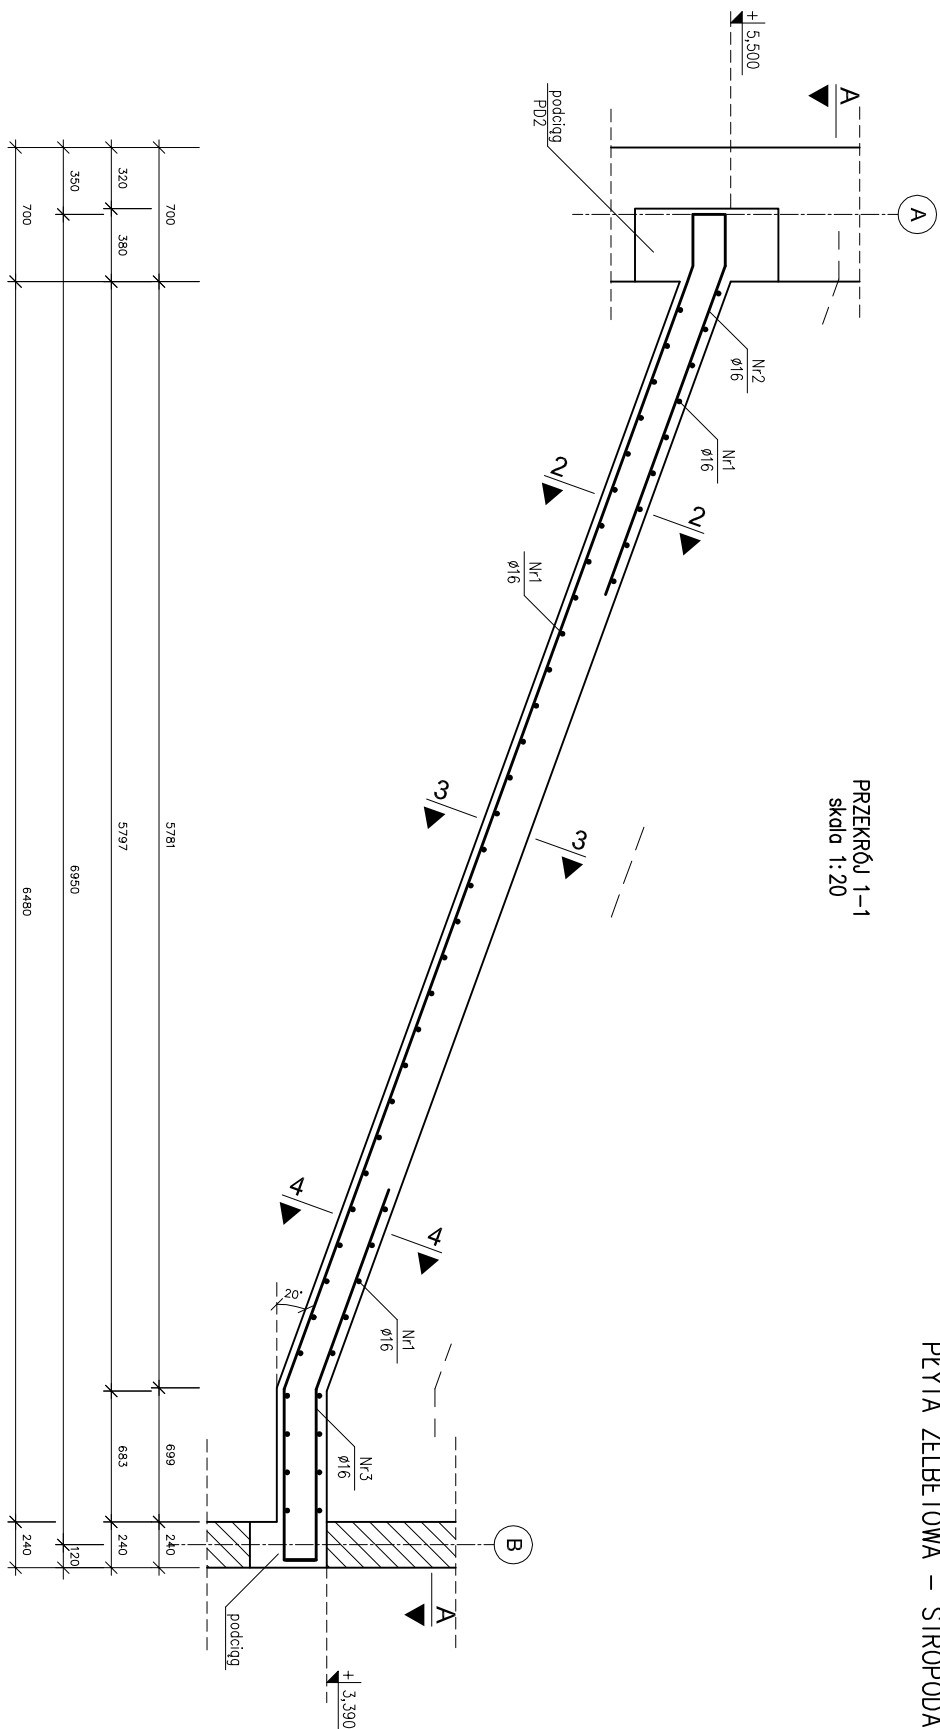 PŁYTA ŻELBETOWA – STROPODA
PRZEKRÓJ 1–1
skala 1:20
A
B
+ 5,500
A
podciąg
PD2
Nr2
ø16
Nr1
ø16
2
2
Nr1
ø16
3
3
4
4
20°
Nr1
ø16
Nr3
ø16
podciąg
A
+ 3,390
700
5781
699
240
320
380
5797
683
240
350
6950
120
700
6480
240